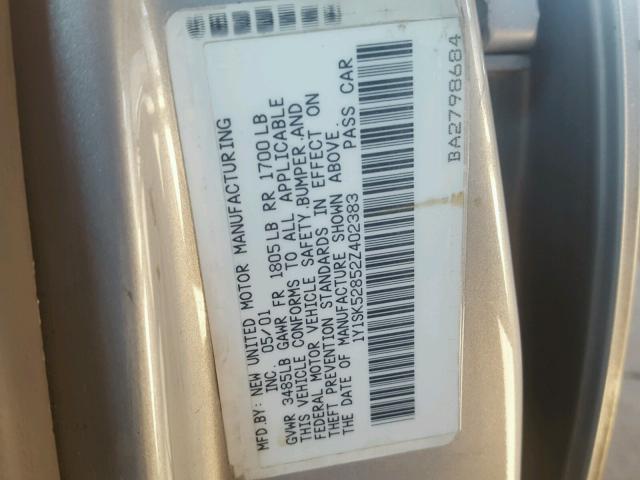 MFD.BY: NEW UNITED MOTOR MANUFACTURING
INC. 05/01
GVWR 3485LB GAWR FR 1805LB RR 1700LB
THIS VEHICLE CONFORMS TO ALL APPLICABLE
FEDERAL MOTOR VEHICLE SAFETY,BUMPER,AND
THEFT PREVENTION STANDARDS IN EFFECT ON
THE DATE OF MANUFACTURE SHOWN ABOVE.
1Y1SK52852Z402383 PASS CAR
BA2798684